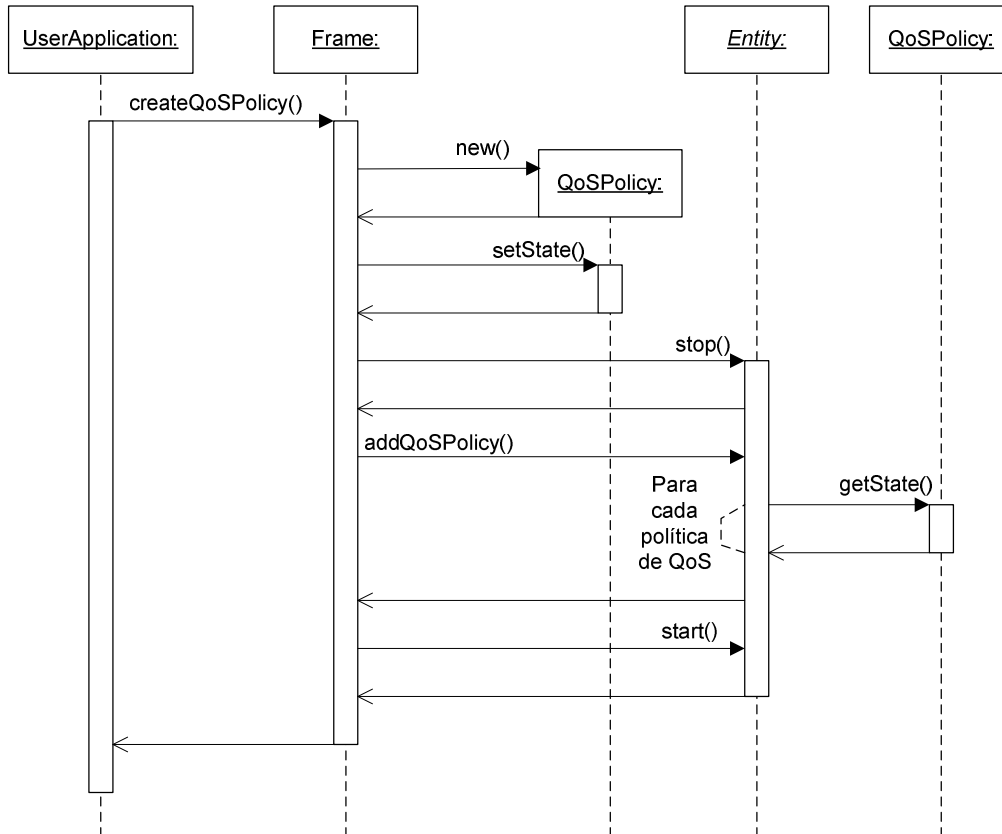 UserApplication:
Frame:
Entity:
QoSPolicy:
createQoSPolicy()
new()
QoSPolicy:
setState()
stop()
addQoSPolicy()
Para
cada
política
de QoS
getState()
start()